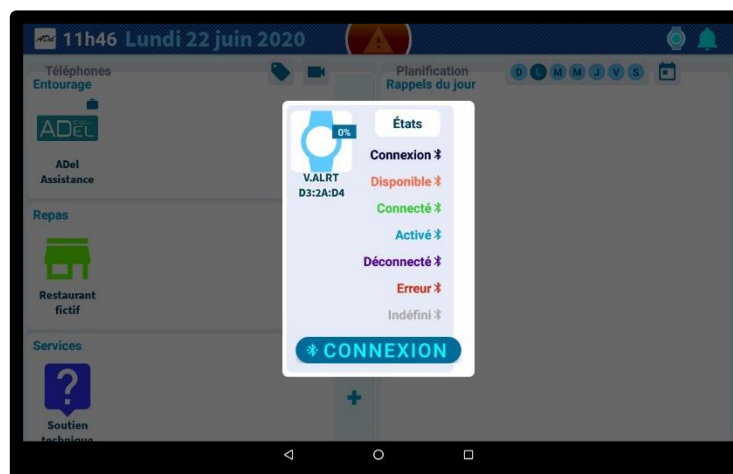 ADel 11h46 Lundi 22 juin 2020
Téléphones
Entourage
Planification
Rappels du jour
D L M M J V S
ADEL
ADel
Assistance
Repas
Restaurant
fictif
Services
?
Soutien
technique
0%
V.ALRT
D3:2A:D4
États
Connexion
Disponible
Connecté
Activé
Déconnecté
Erreur
Indéfini
CONNEXION